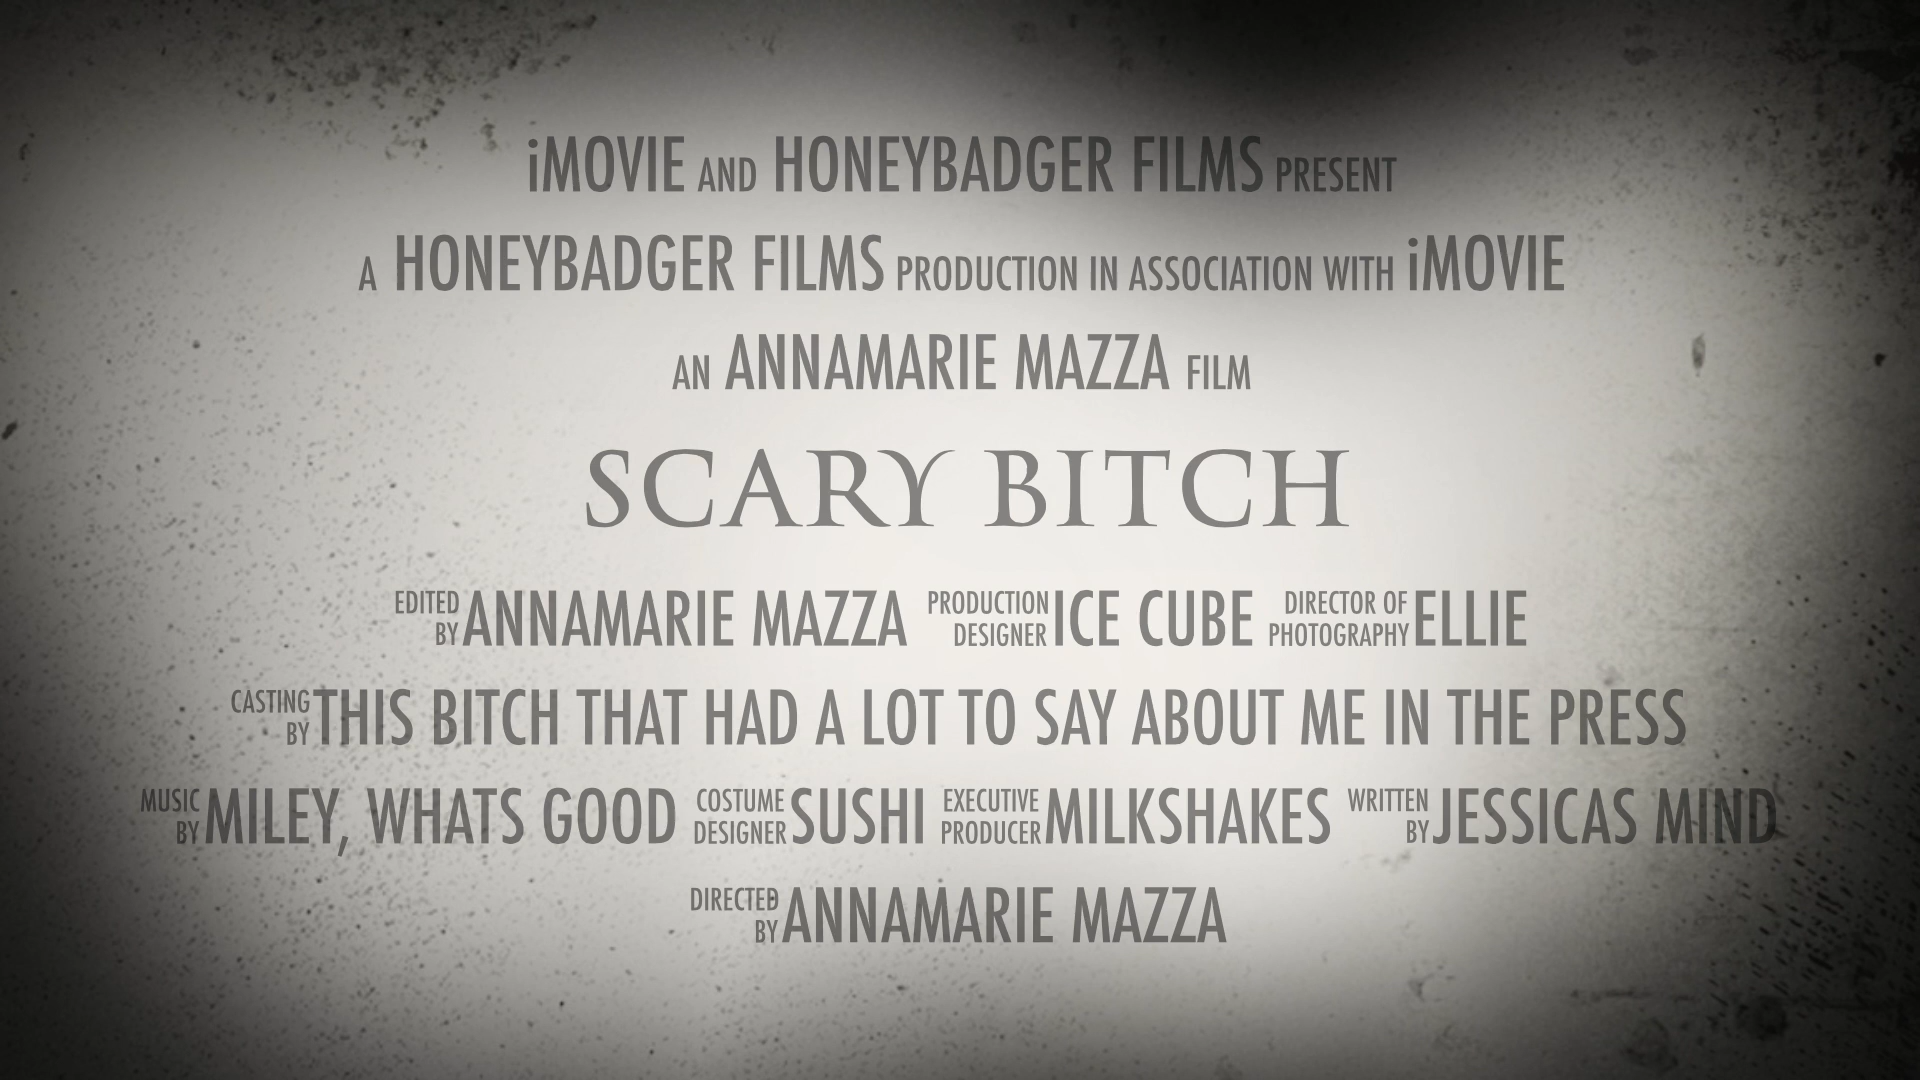 iMOVIE AND HONEYBADGER FILMS PRESENT
A HONEYBADGER FILMS PRODUCTION IN ASSOCIATION WITH iMOVIE
AN ANNAMARIE MAZZA FILM
SCARY BITCH
EDITED BY ANNAMARIE MAZZA PRODUCTION DESIGNER ICE CUBE DIRECTOR OF PHOTOGRAPHY ELLIE
CASTING BY THIS BITCH THAT HAD A LOT TO SAY ABOUT ME IN THE PRESS
MUSIC BY MILEY, WHATS GOOD COSTUME DESIGNER SUSHI EXECUTIVE PRODUCER MILKSHAKES WRITTEN BY JESSICAS MIND
DIRECTED BY ANNAMARIE MAZZA